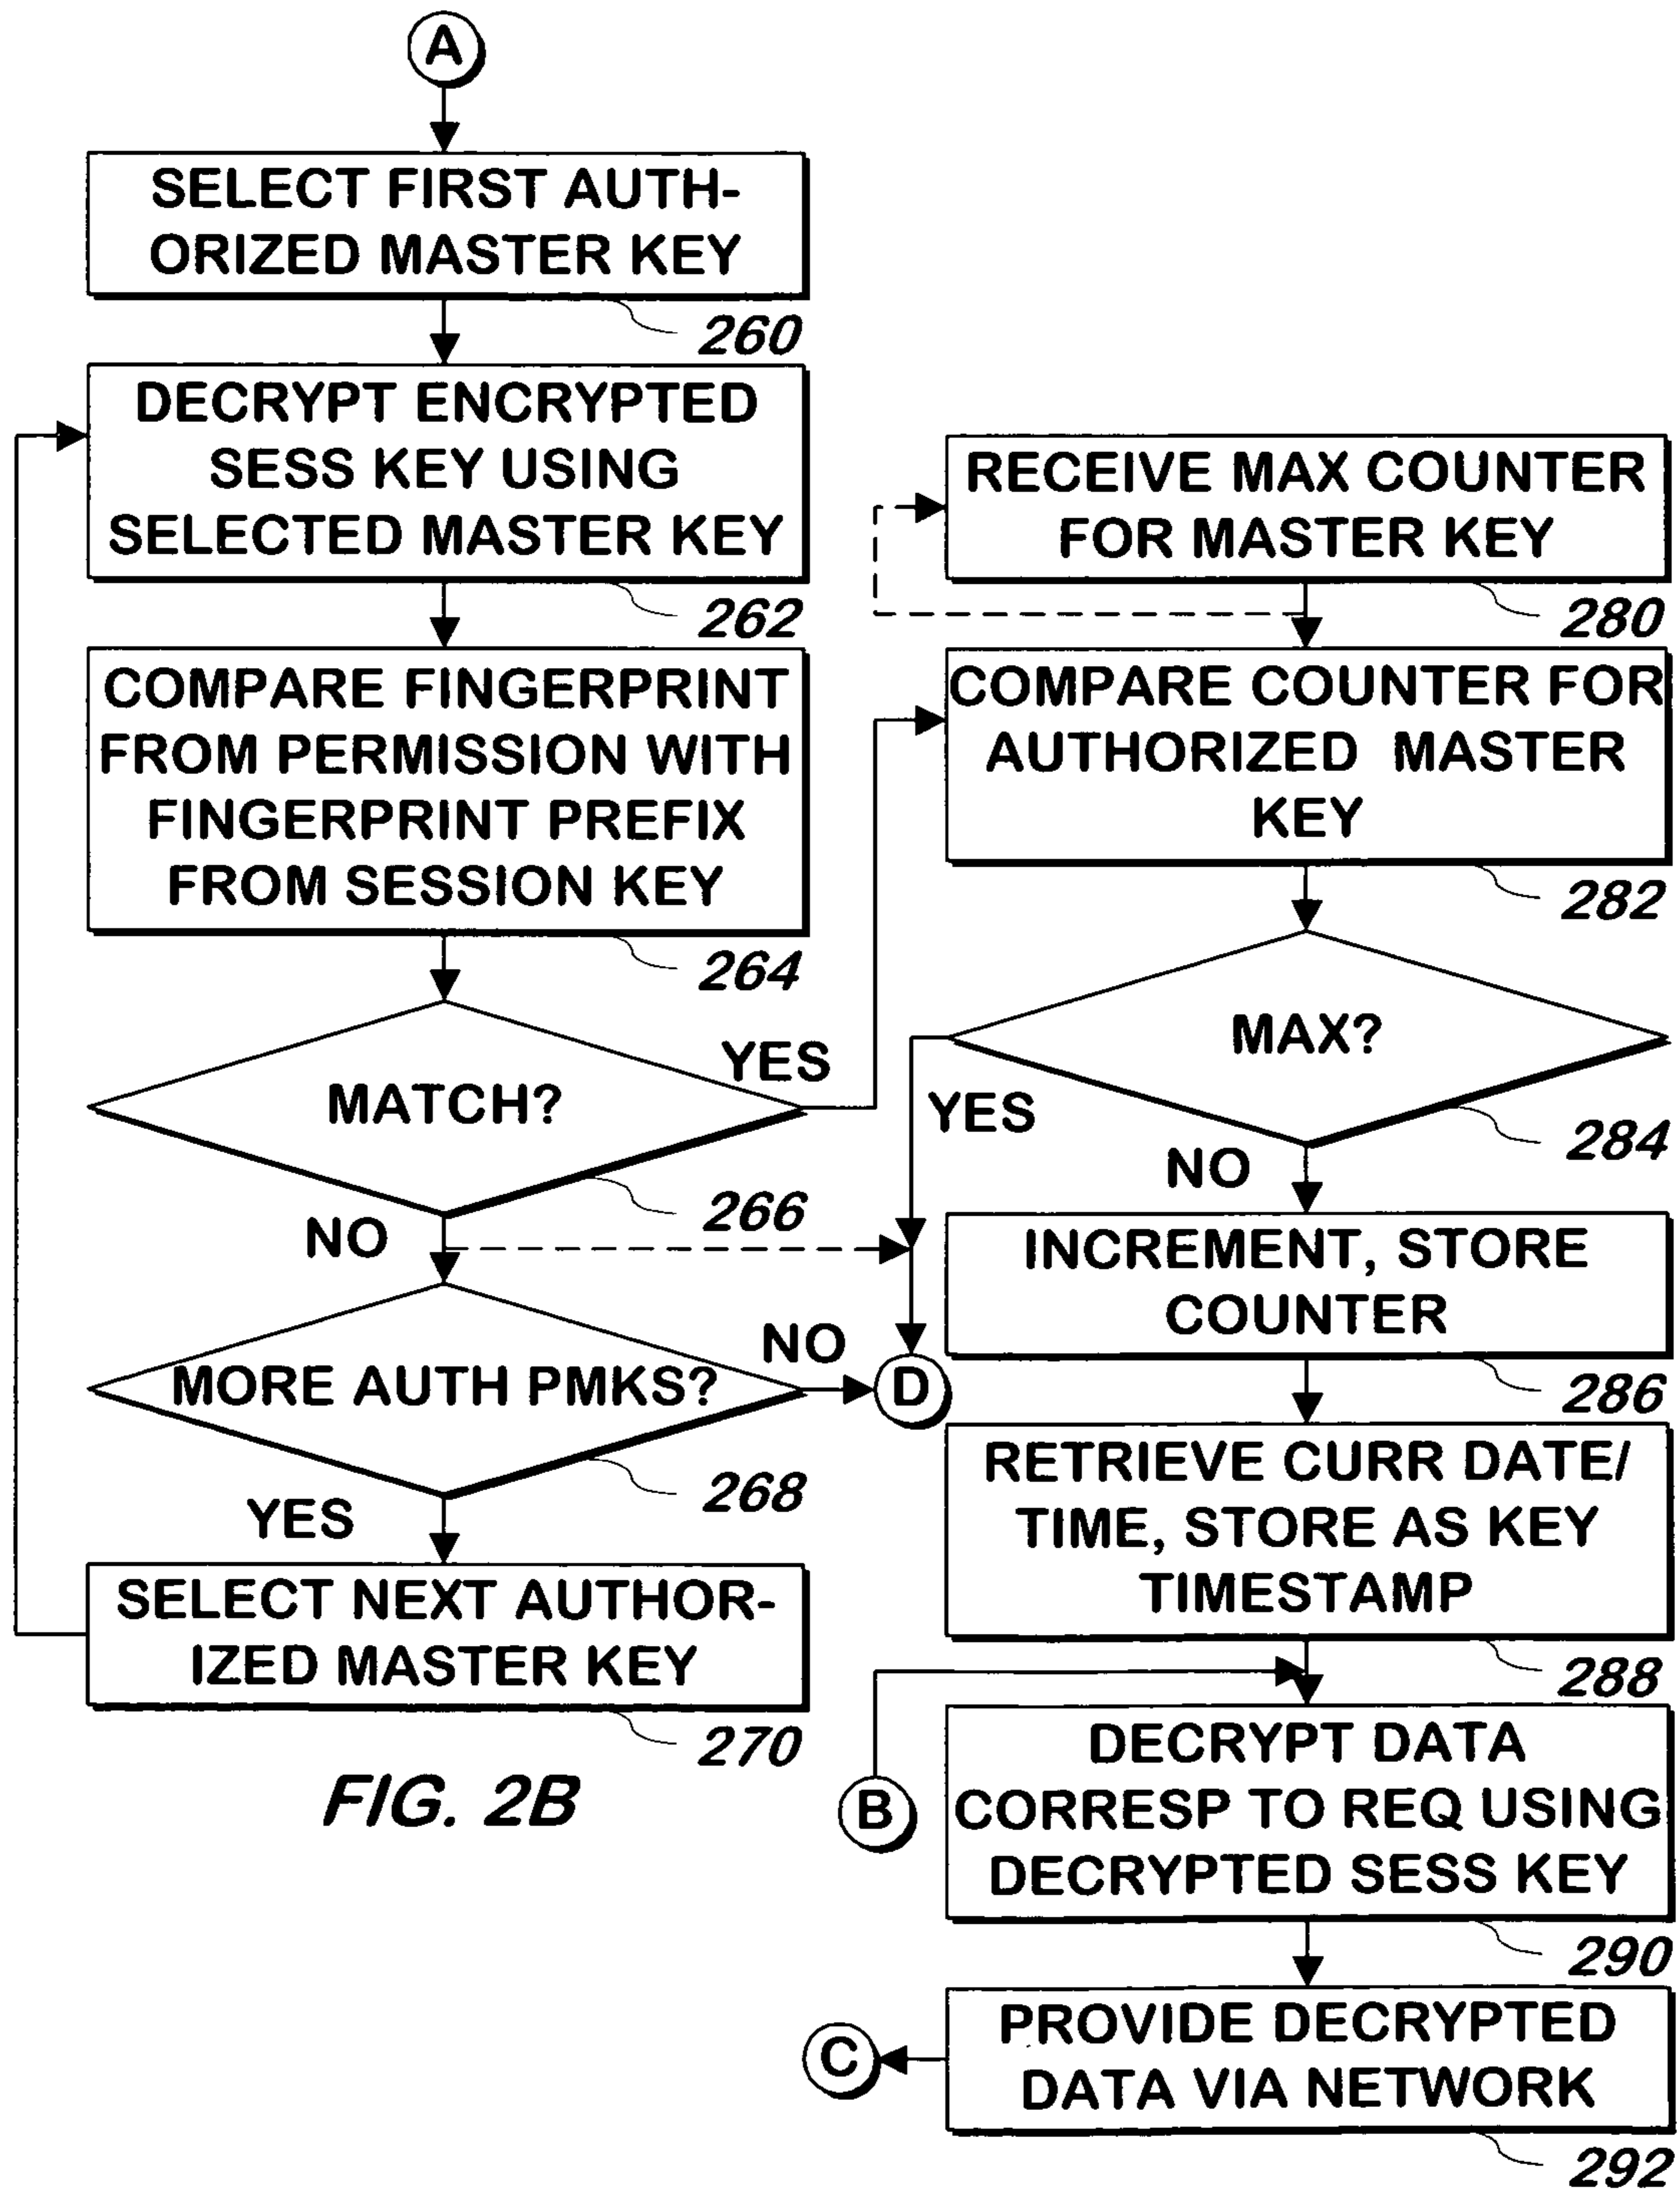 A
SELECT FIRST AUTH-
ORIZED MASTER KEY
260
DECRYPT ENCRYPTED
SESS KEY USING
SELECTED MASTER KEY
262
COMPARE FINGERPRINT
FROM PERMISSION WITH
FINGERPRINT PREFIX
FROM SESSION KEY
264
MATCH?
YES
266
NO
MORE AUTH PMKS?
NO
D
268
YES
SELECT NEXT AUTHOR-
IZED MASTER KEY
270
RECEIVE MAX COUNTER
FOR MASTER KEY
280
COMPARE COUNTER FOR
AUTHORIZED MASTER
KEY
282
MAX?
YES
284
NO
INCREMENT, STORE
COUNTER
286
RETRIEVE CURR DATE/
TIME, STORE AS KEY
TIMESTAMP
288
B
DECRYPT DATA
CORRESP TO REQ USING
DECRYPTED SESS KEY
290
PROVIDE DECRYPTED
DATA VIA NETWORK
292
C
FIG. 2B